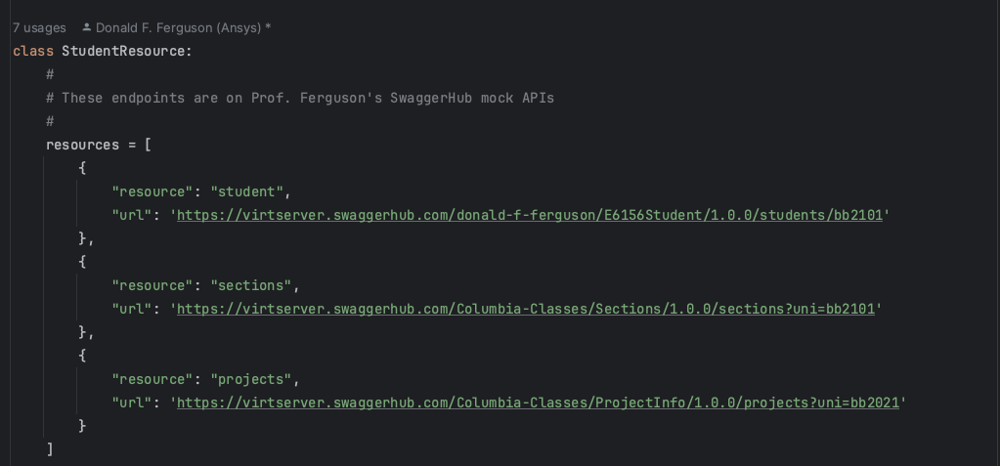 7 usages Donald F. Ferguson (Ansys) *
class StudentResource:
#
# These endpoints are on Prof. Ferguson's SwaggerHub mock APIs
#
resources = [
{
"resource": "student",
"url": 'https://virtserver.swaggerhub.com/donald-f-ferguson/E6156Student/1.0.0/students/bb2101'
},
{
"resource": "sections",
"url": 'https://virtserver.swaggerhub.com/Columbia-Classes/Sections/1.0.0/sections?uni=bb2101'
},
{
"resource": "projects",
"url": 'https://virtserver.swaggerhub.com/Columbia-Classes/ProjectInfo/1.0.0/projects?uni=bb2021'
}
]